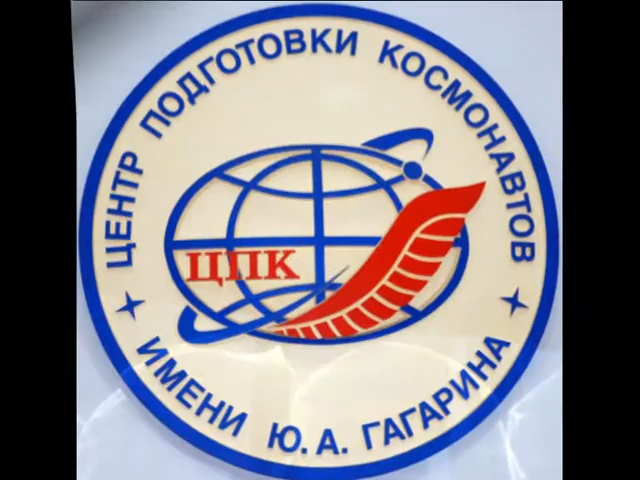 ЦЕНТР ПОДГОТОВКИ КОСМОНАВТОВ
ЦПК
ИМЕНИ Ю.А. ГАГАРИНА